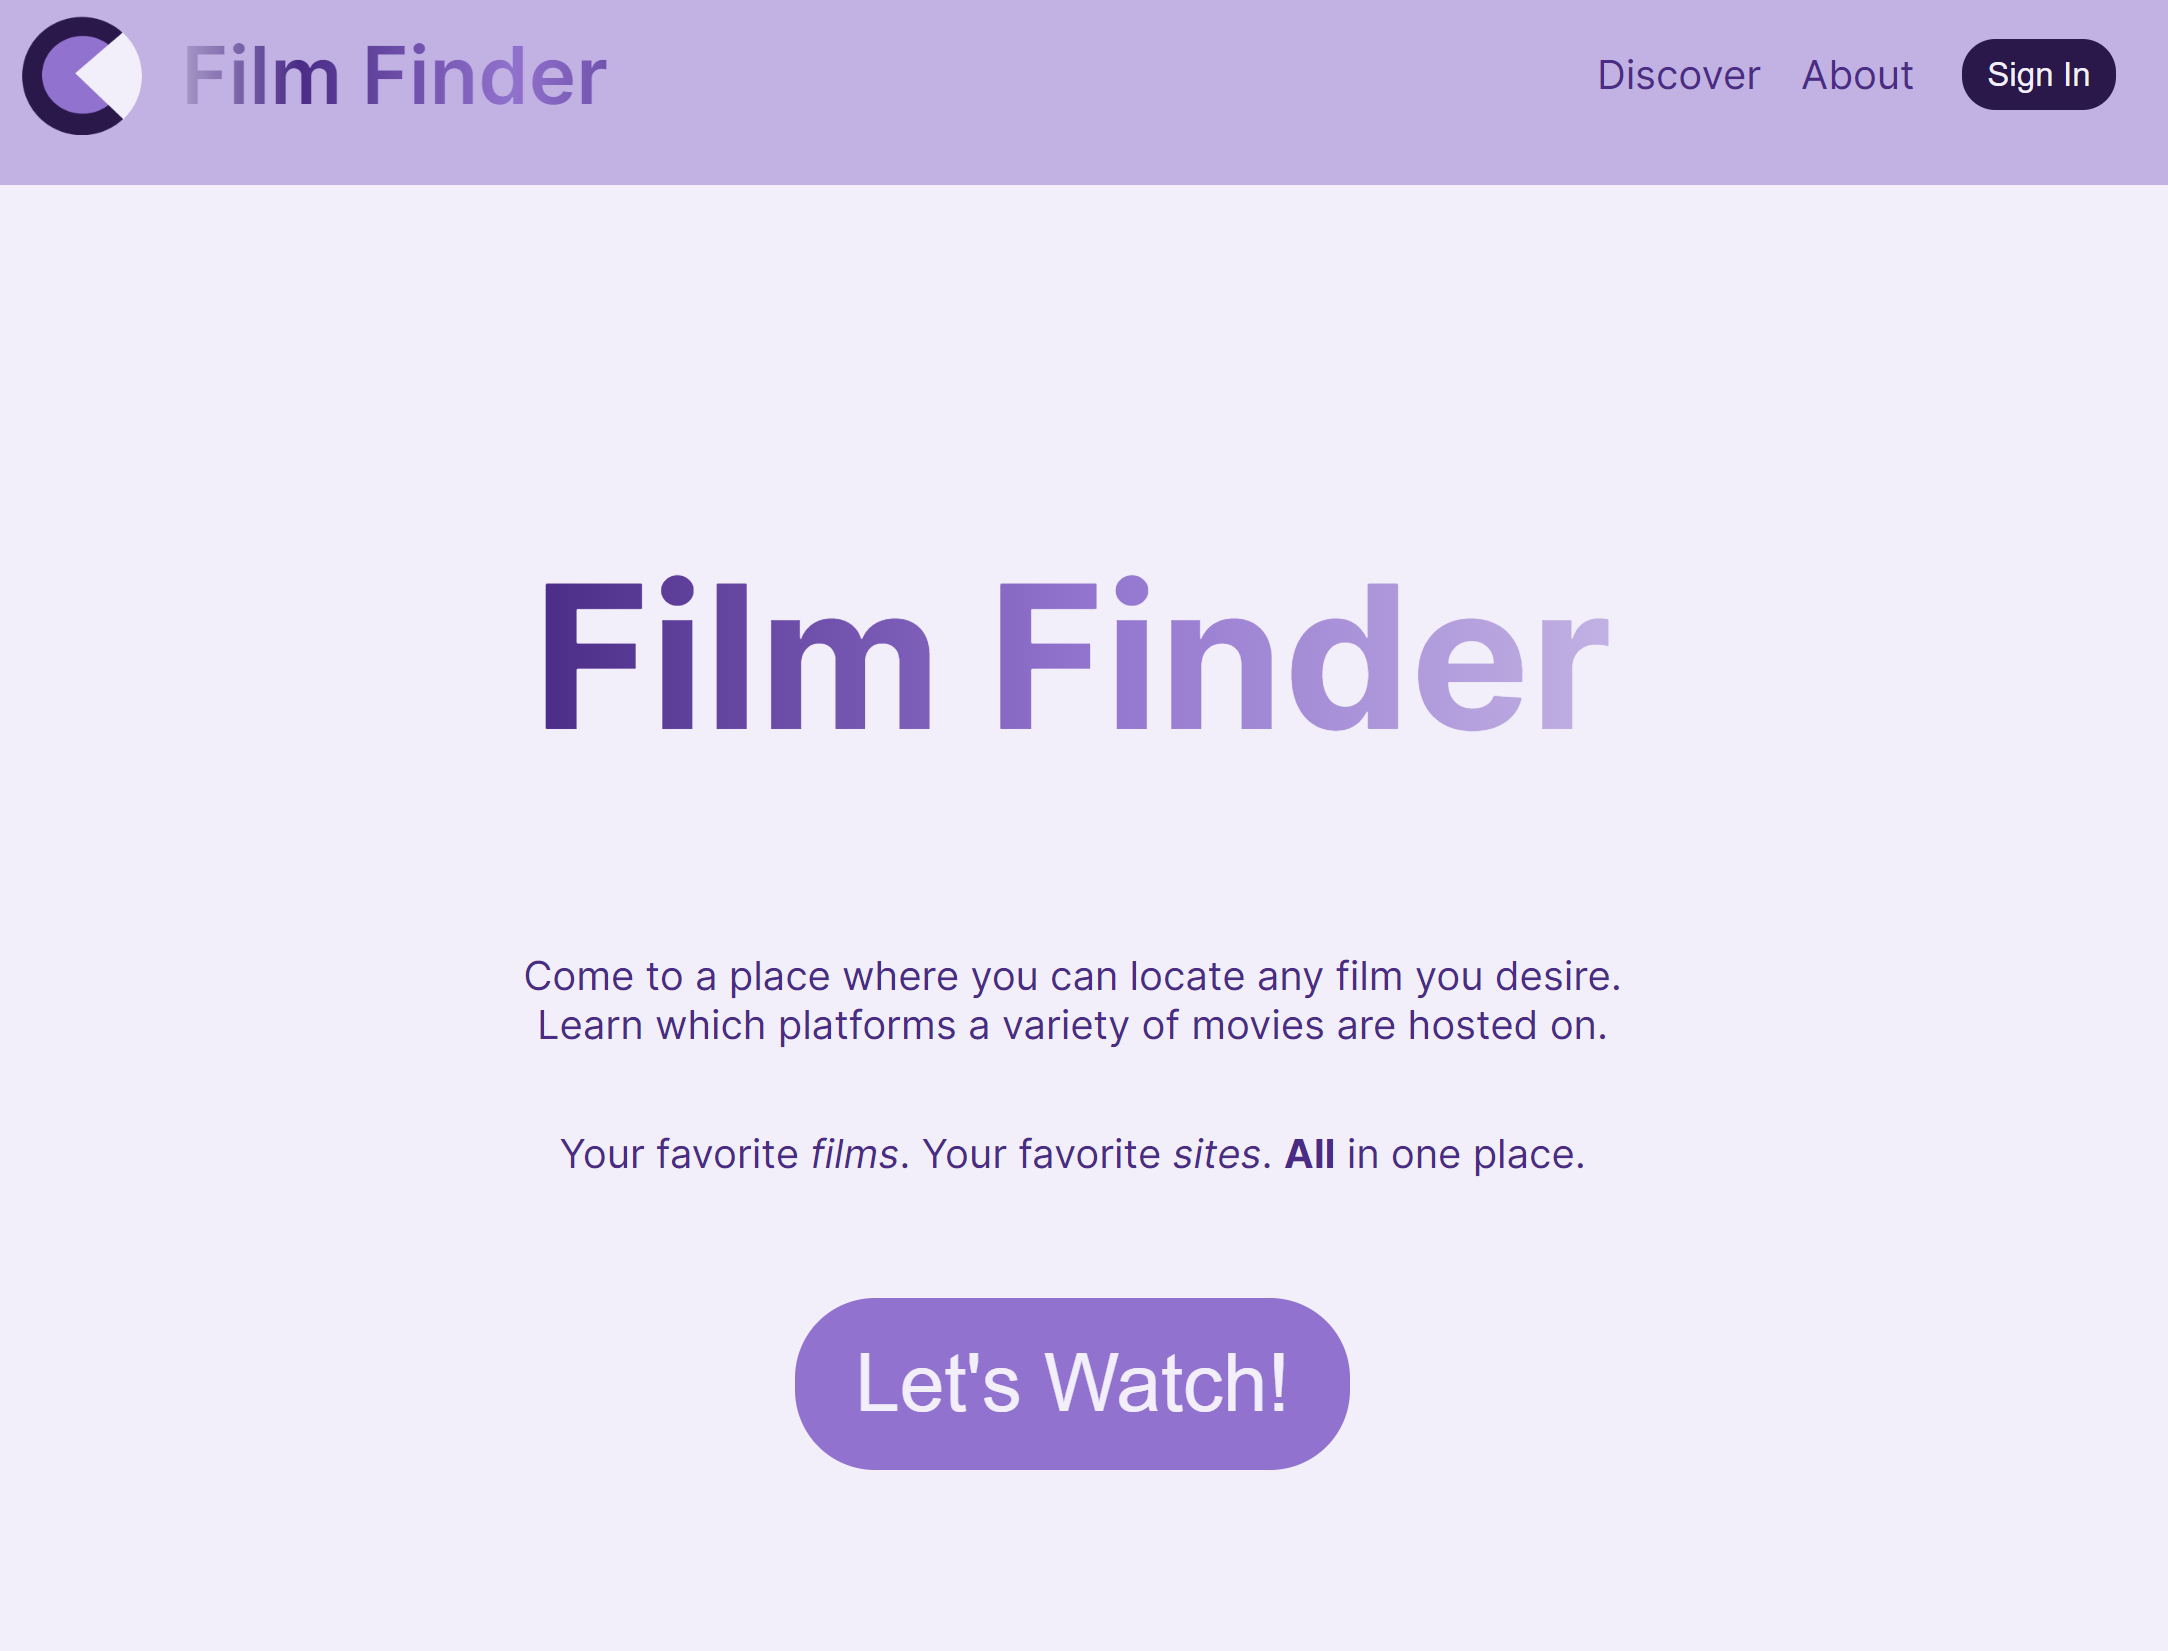 Film Finder
Discover
About
Sign In
Film Finder
Come to a place where you can locate any film you desire.
Learn which platforms a variety of movies are hosted on.
Your favorite films. Your favorite sites. All in one place.
Let's Watch!